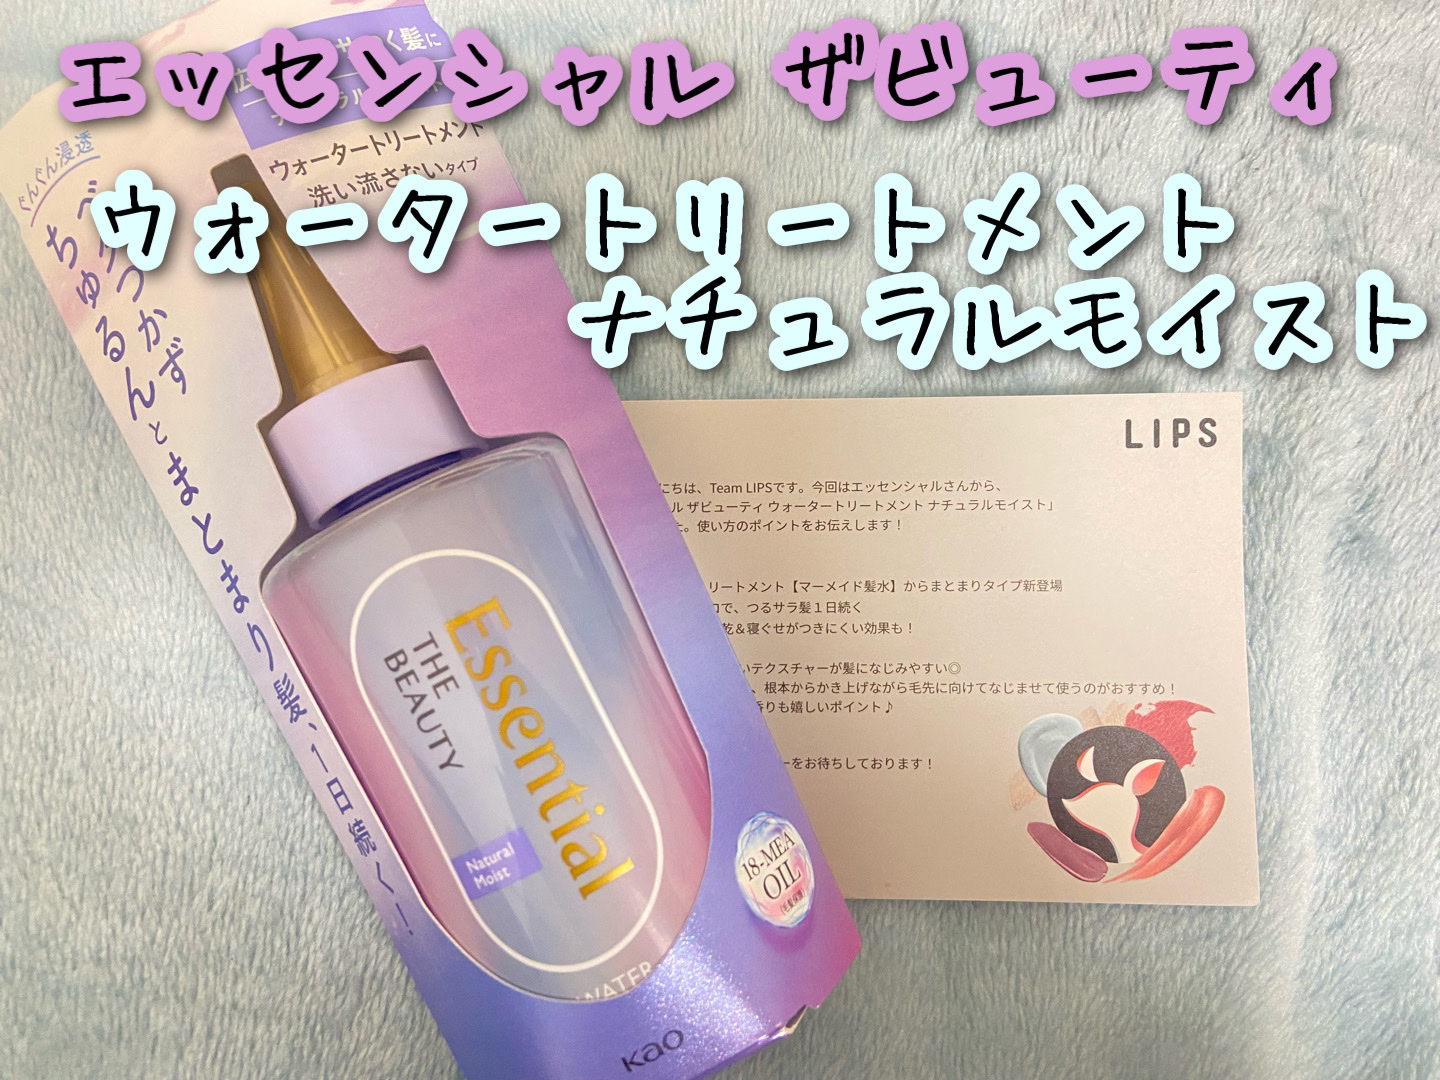 エッセンシャル ザビューティ
ウォータートリートメント
ナチュラルモイスト
く髪に
ウォータートリートメント
洗い流さないタイプ
ぐんぐん浸透
ちゅるんとまとまり髪、1日続く!
Essential
THE
BEAUTY
Natural
Moist
WATER
18-MEA
OIL
Kao
LIPS
にちは、Team LIPSです。今回はエッセンシャルさんから、
ル ザビューティ ウォータートリートメント ナチュラルモイスト」
た。使い方のポイントをお伝えします!
リートメント【マーメイド髪水】からまとまりタイプ新登場
で、つるサラ髪1日続く
乾&寝ぐせがつきにくい効果も!
いテクスチャーが髪になじみやすい◎
、根本からかき上げながら毛先に向けてなじませて使うのがおすすめ!
香りも嬉しいポイント♪
ーをお待ちしております!